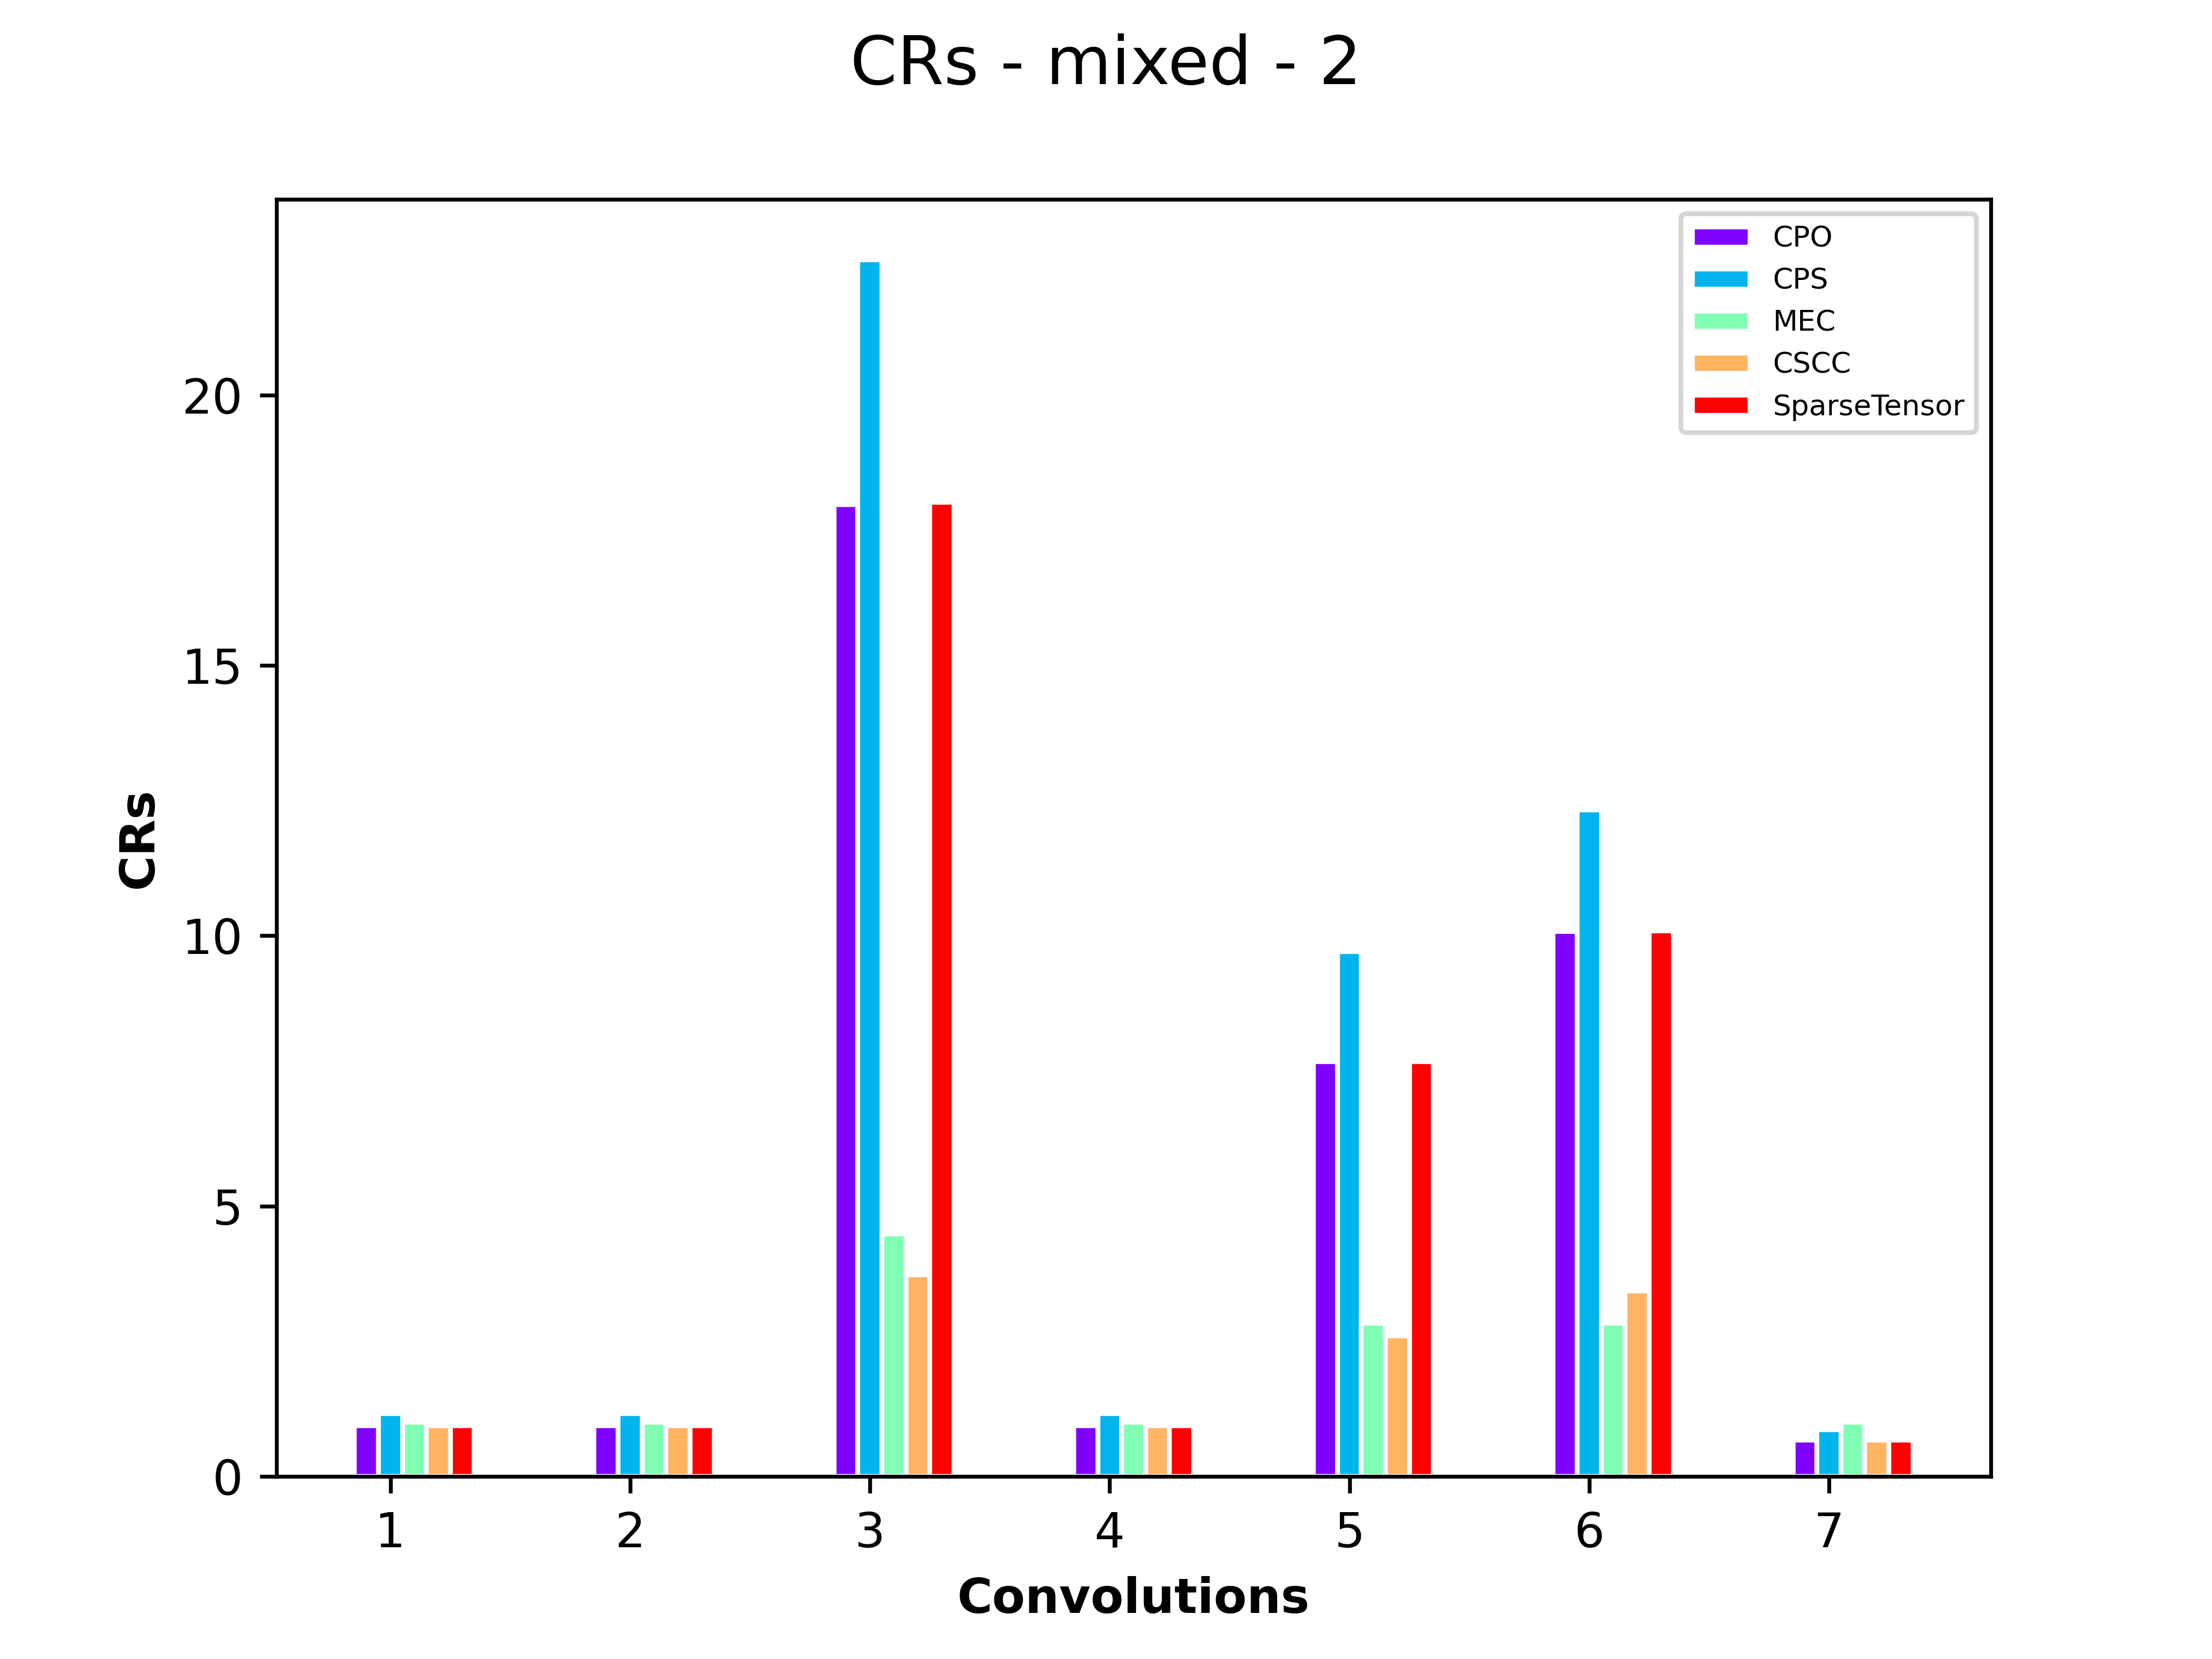 CRs - mixed - 2
CPO
CPS
MEC
CSCC
SparseTensor
20
15
10
5
0
CRs
1 2 3 4 5 6 7
Convolutions